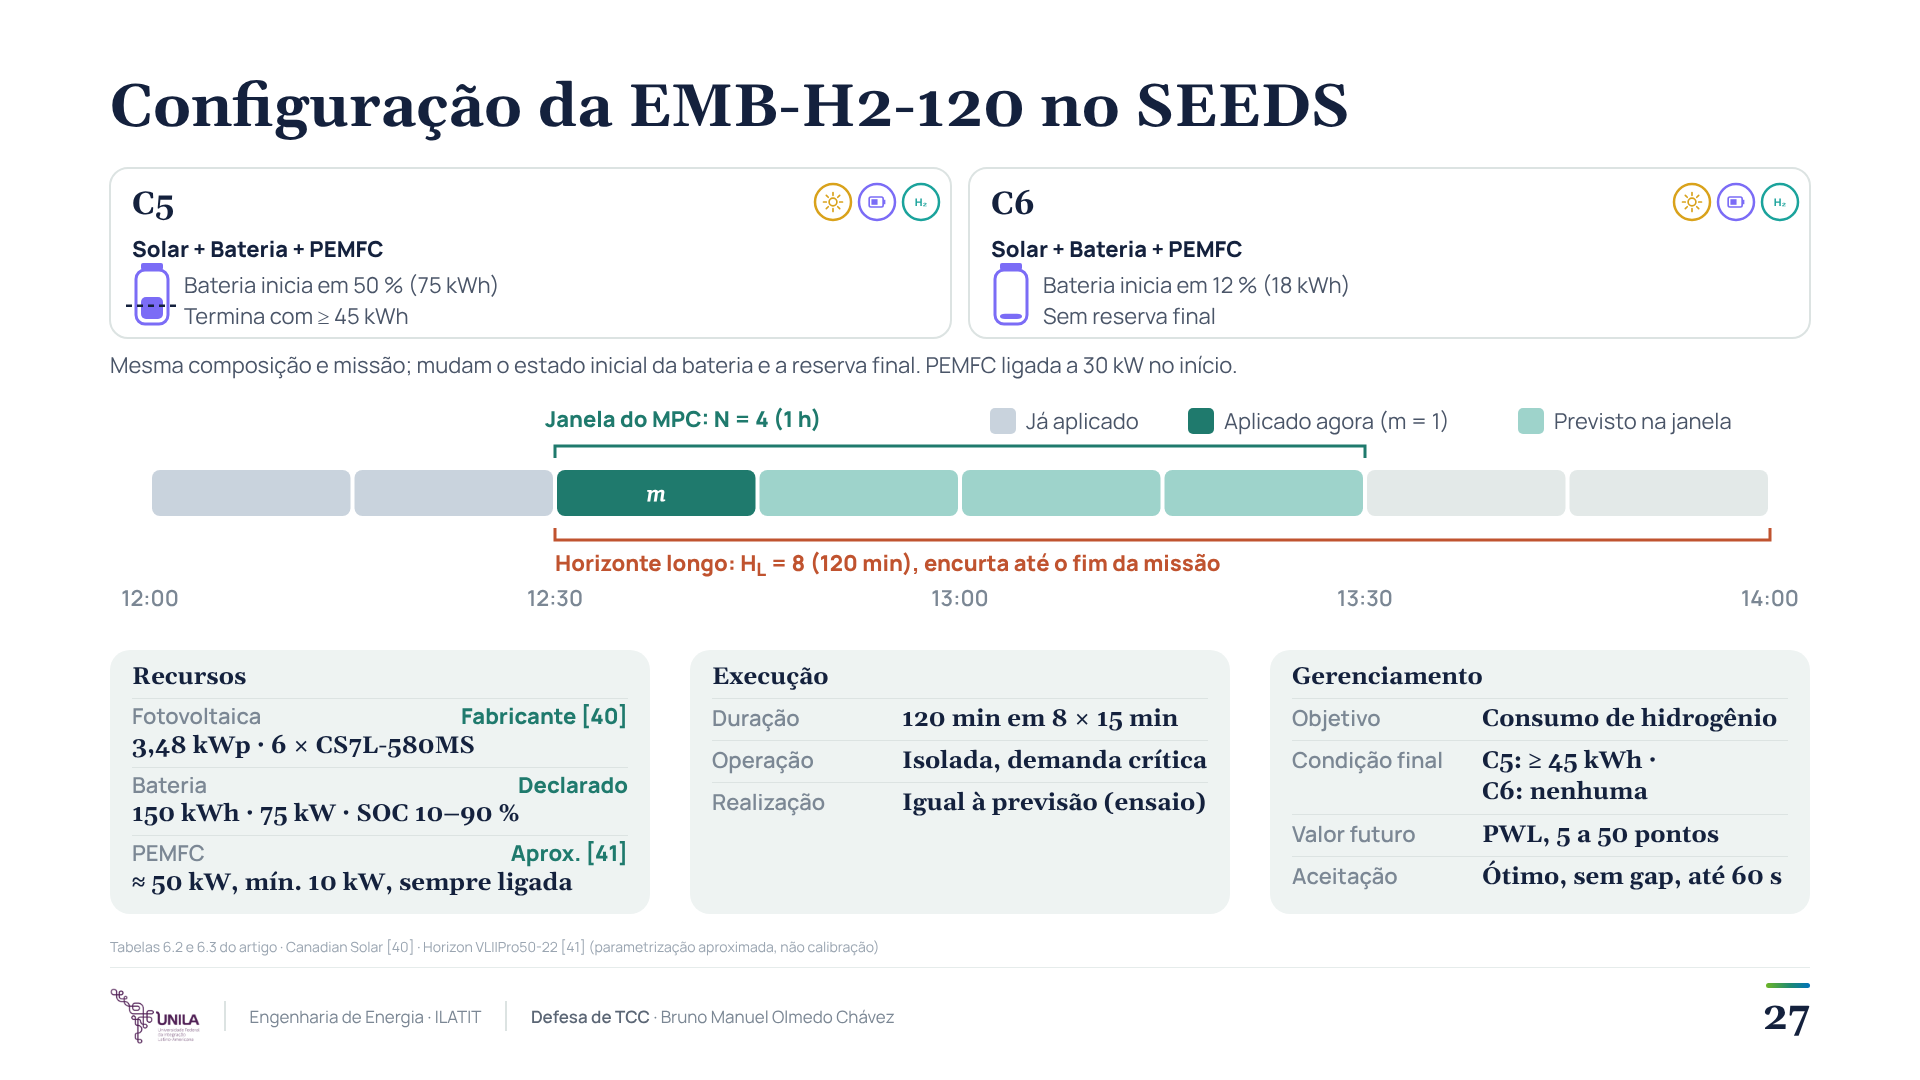 Configuração da EMB-H2-120 no SEEDS
C5
H₂
Solar + Bateria + PEMFC
Bateria inicia em 50 % (75 kWh)
Termina com ≥ 45 kWh
C6
H₂
Solar + Bateria + PEMFC
Bateria inicia em 12 % (18 kWh)
Sem reserva final
Mesma composição e missão; mudam o estado inicial da bateria e a reserva final. PEMFC ligada a 30 kW no início.
Janela do MPC: N = 4 (1 h)
Já aplicado
Aplicado agora (m = 1)
Previsto na janela
m
Horizonte longo: H_L = 8 (120 min), encurta até o fim da missão
12:00
12:30
13:00
13:30
14:00
Recursos
Fotovoltaica Fabricante [40]
3,48 kWp · 6 × CS7L-580MS
Bateria Declarado
150 kWh · 75 kW · SOC 10–90 %
PEMFC Aprox. [41]
≈ 50 kW, mín. 10 kW, sempre ligada
Execução
Duração 120 min em 8 × 15 min
Operação Isolada, demanda crítica
Realização Igual à previsão (ensaio)
Gerenciamento
Objetivo Consumo de hidrogênio
Condição final C5: ≥ 45 kWh ·
C6: nenhuma
Valor futuro PWL, 5 a 50 pontos
Aceitação Ótimo, sem gap, até 60 s
Tabelas 6.2 e 6.3 do artigo · Canadian Solar [40] · Horizon VLIIPro50-22 [41] (parametrização aproximada, não calibração)
UNILA
Engenharia de Energia · ILATIT
Defesa de TCC · Bruno Manuel Olmedo Chávez
27